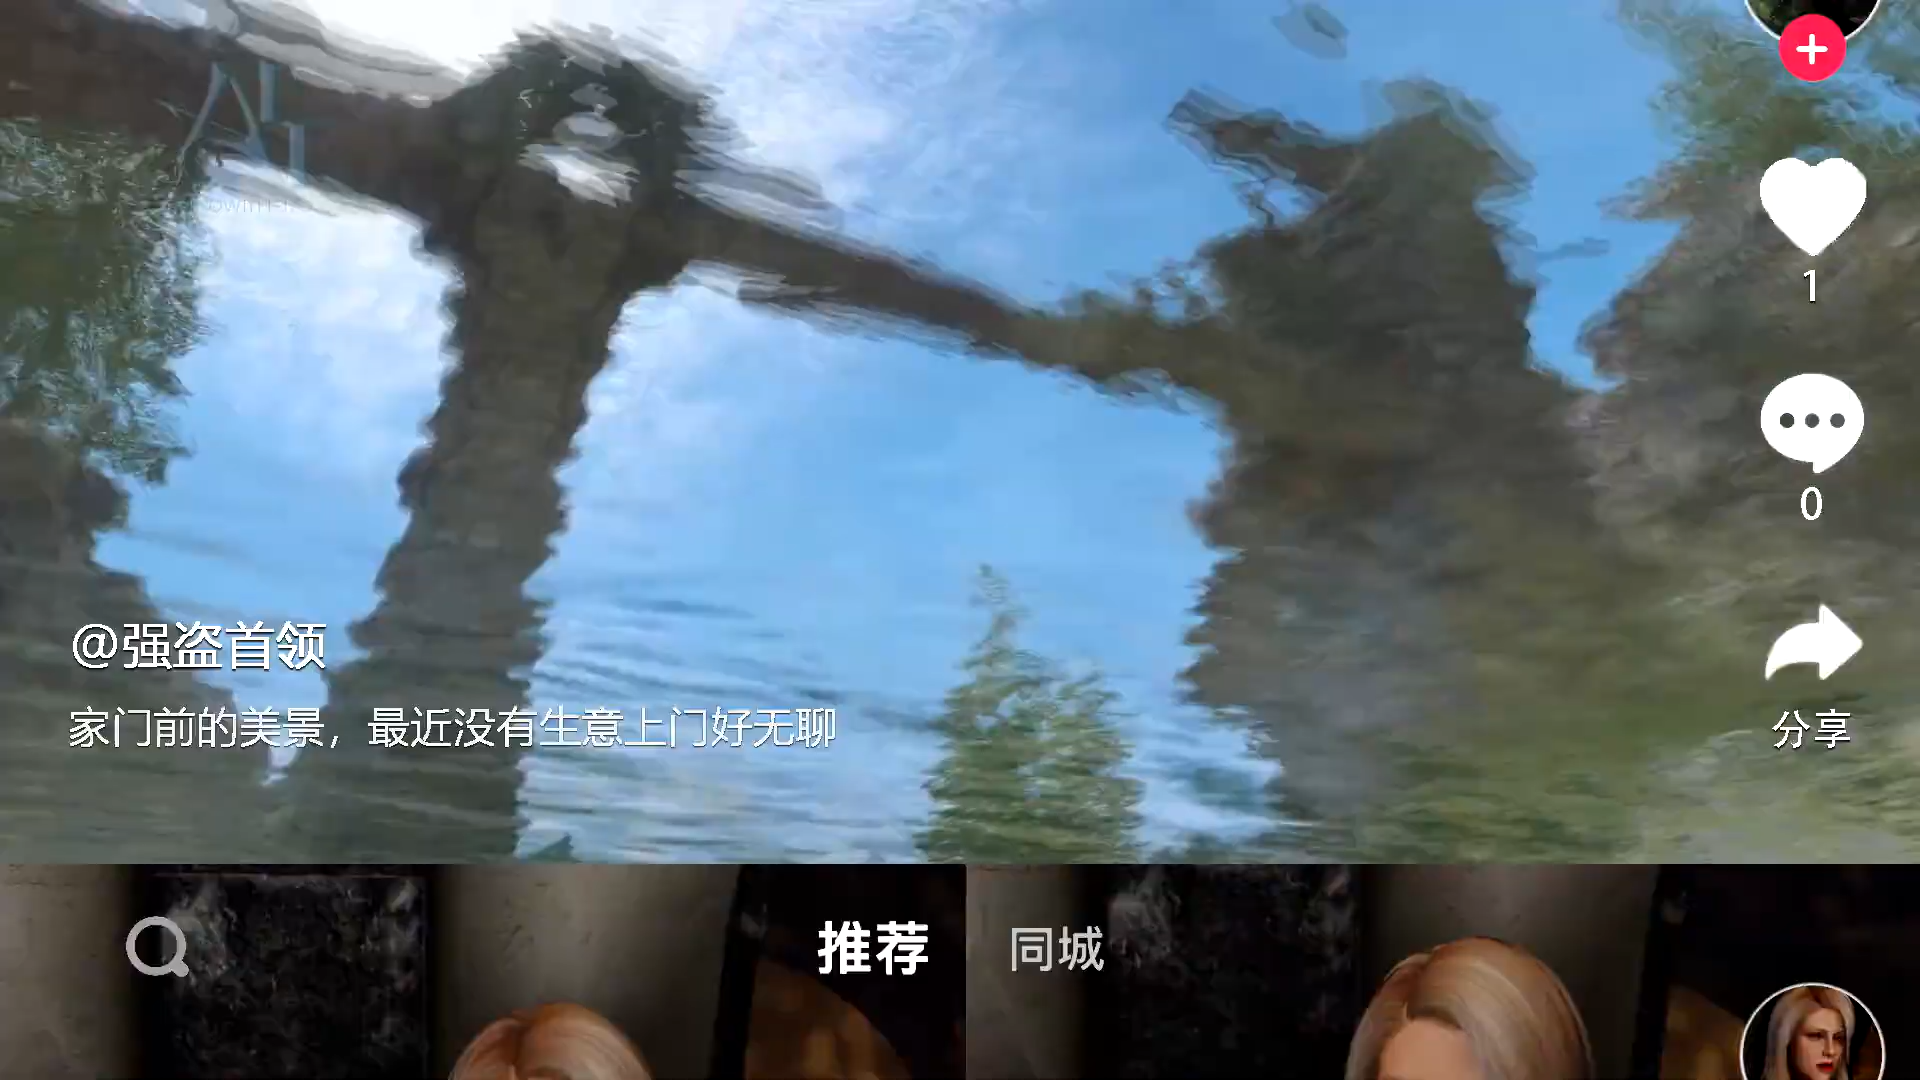 1
0
@强盗首领
家门前的美景，最近没有生意上门好无聊
分享
推荐
同城